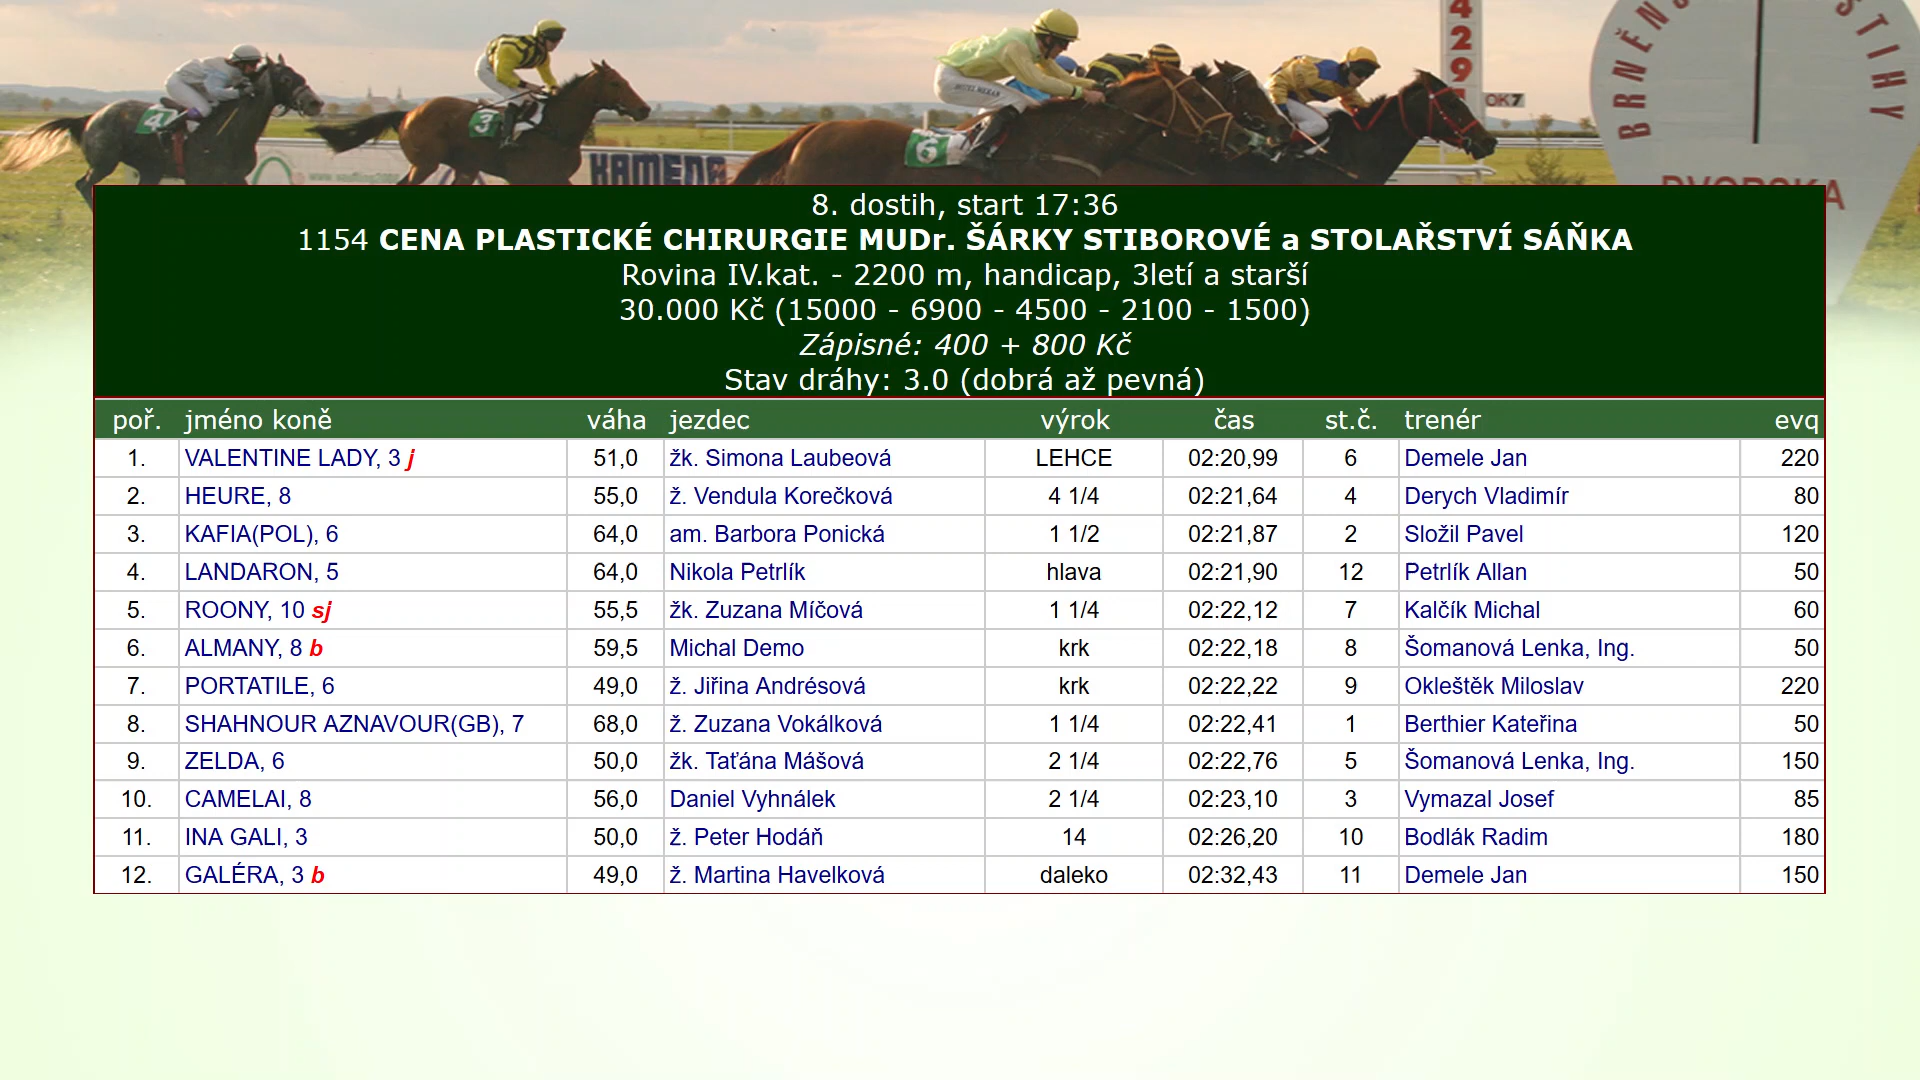 4
3
6
KAMENO
4
2
9
OK7
BRNĚNS
STIHY
DVORSKA
8. dostih, start 17:36
1154 CENA PLASTICKÉ CHIRURGIE MUDr. ŠÁRKY STIBOROVÉ a STOLAŘSTVÍ SÁŇKA
Rovina IV.kat. - 2200 m, handicap, 3letí a starší
30.000 Kč (15000 - 6900 - 4500 - 2100 - 1500)
Zápisné: 400 + 800 Kč
Stav dráhy: 3.0 (dobrá až pevná)
poř. jméno koně váha jezdec výrok čas st.č. trenér evq
1. VALENTINE LADY, 3 j 51,0 žk. Simona Laubeová LEHCE 02:20,99 6 Demele Jan 220
2. HEURE, 8 55,0 ž. Vendula Korečková 4 1/4 02:21,64 4 Derych Vladimír 80
3. KAFIA(POL), 6 64,0 am. Barbora Ponická 1 1/2 02:21,87 2 Složil Pavel 120
4. LANDARON, 5 64,0 Nikola Petrlík hlava 02:21,90 12 Petrlík Allan 50
5. ROONY, 10 sj 55,5 žk. Zuzana Míčová 1 1/4 02:22,12 7 Kalčík Michal 60
6. ALMANY, 8 b 59,5 Michal Demo krk 02:22,18 8 Šomanová Lenka, Ing. 50
7. PORTATILE, 6 49,0 ž. Jiřina Andrésová krk 02:22,22 9 Okleštěk Miloslav 220
8. SHAHNOUR AZNAVOUR(GB), 7 68,0 ž. Zuzana Vokálková 1 1/4 02:22,41 1 Berthier Kateřina 50
9. ZELDA, 6 50,0 žk. Taťána Mášová 2 1/4 02:22,76 5 Šomanová Lenka, Ing. 150
10. CAMELAI, 8 56,0 Daniel Vyhnálek 2 1/4 02:23,10 3 Vymazal Josef 85
11. INA GALI, 3 50,0 ž. Peter Hodáň 14 02:26,20 10 Bodlák Radim 180
12. GALÉRA, 3 b 49,0 ž. Martina Havelková daleko 02:32,43 11 Demele Jan 150